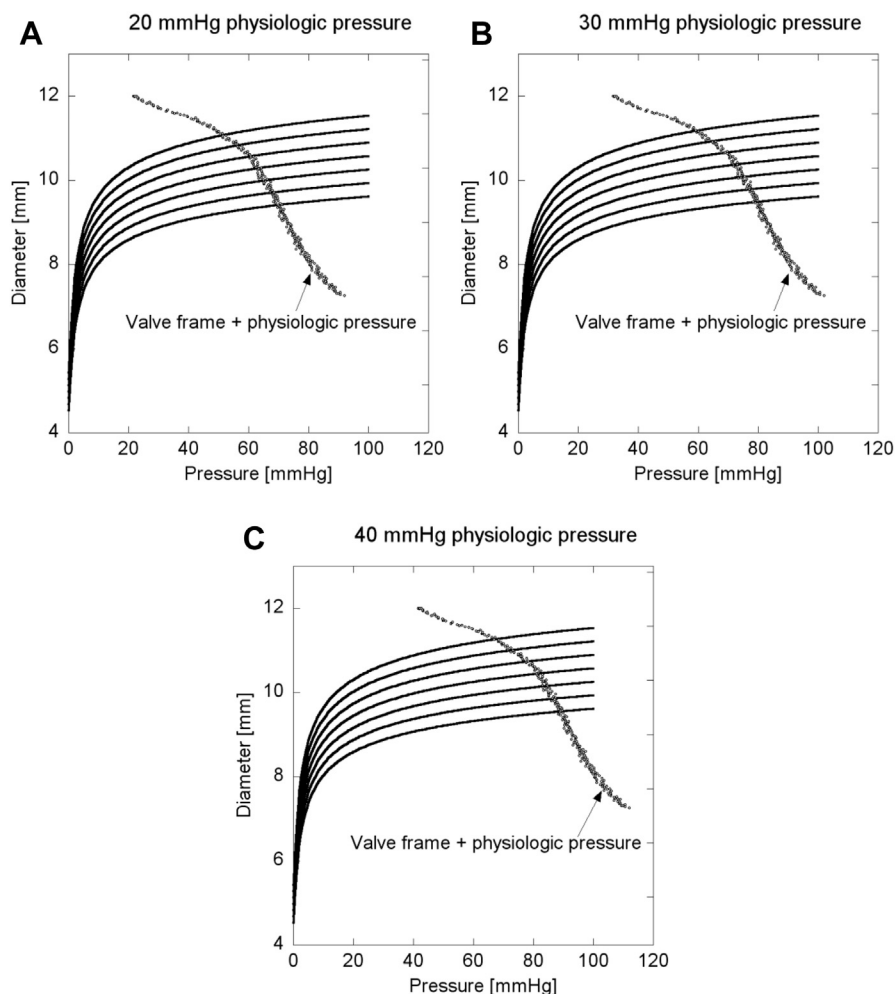 A
20 mmHg physiologic pressure
12
10
8
6
4
Diameter [mm]
Valve frame + physiologic pressure
0 20 40 60 80 100 120
Pressure [mmHg]
B
30 mmHg physiologic pressure
12
10
8
6
4
Diameter [mm]
Valve frame + physiologic pressure
0 20 40 60 80 100 120
Pressure [mmHg]
C
40 mmHg physiologic pressure
12
10
8
6
4
Diameter [mm]
Valve frame + physiologic pressure
0 20 40 60 80 100 120
Pressure [mmHg]